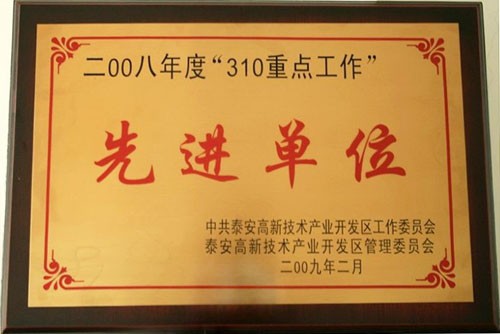 二00八年度“310重点工作”
先进单位
中共泰安高新技术产业开发区工作委员会
泰安高新技术产业开发区管理委员会
二00九年二月